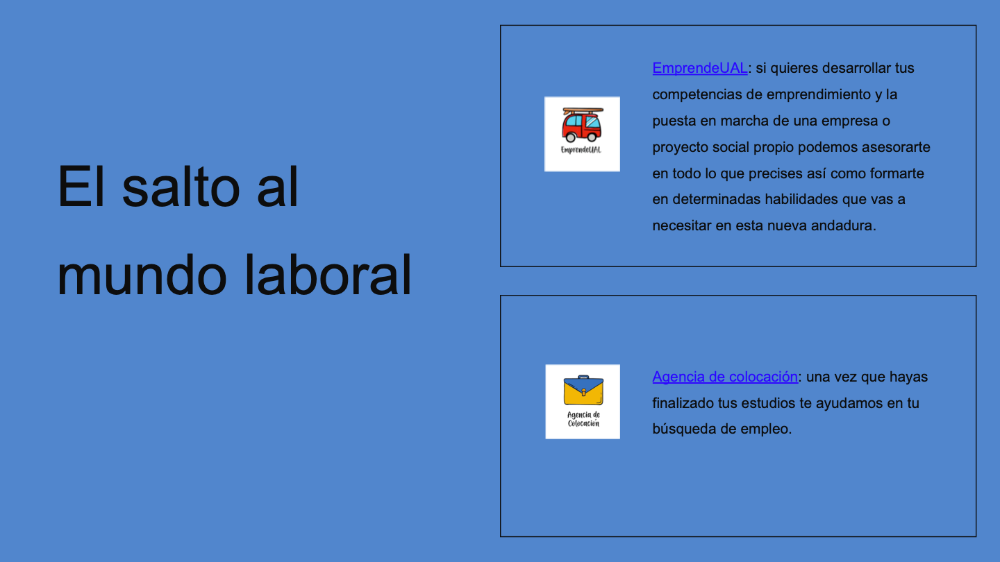 El salto al
mundo laboral
EmprendeUAL: si quieres desarrollar tus
competencias de emprendimiento y la
puesta en marcha de una empresa o
proyecto social propio podemos asesorarte
en todo lo que precises así como formarte
en determinadas habilidades que vas a
necesitar en esta nueva andadura.
EmprendeUAL
Agencia de colocación: una vez que hayas
finalizado tus estudios te ayudamos en tu
búsqueda de empleo.
Agencia de
Colocación